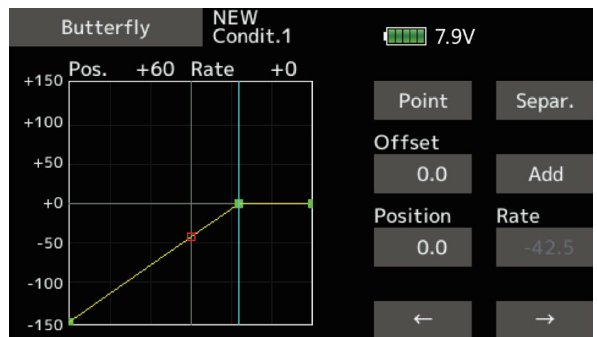 Butterfly
NEW
Condit.1
7.9V
Pos. +60 Rate +0
+150
+100
+50
+0
-50
-100
-150
Point Separ.
Offset
0.0 Add
Position Rate
0.0 -42.5
← →